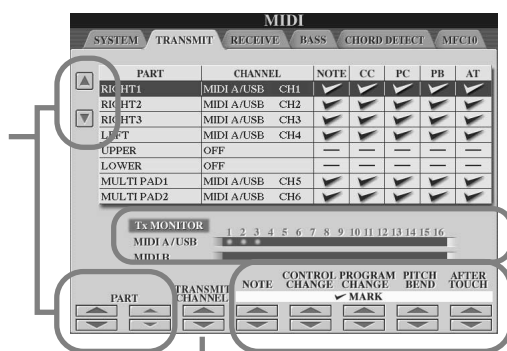 MIDI
SYSTEM TRANSMIT RECEIVE BASS CHORD DETECT MFC10
PART CHANNEL NOTE CC PC PB AT
RIGHT1 MIDI A/USB CH1
RIGHT2 MIDI A/USB CH2
RIGHT3 MIDI A/USB CH3
LEFT MIDI A/USB CH4
UPPER OFF — — — — —
LOWER OFF — — — — —
MULTI PAD1 MIDI A/USB CH5
MULTI PAD2 MIDI A/USB CH6
Tx MONITOR 1 2 3 4 5 6 7 8 9 10 11 12 13 14 15 16
MIDI A/USB
MIDI B
PART TRANSMIT CHANNEL NOTE CONTROL CHANGE PROGRAM CHANGE PITCH BEND AFTER TOUCH
✓ MARK